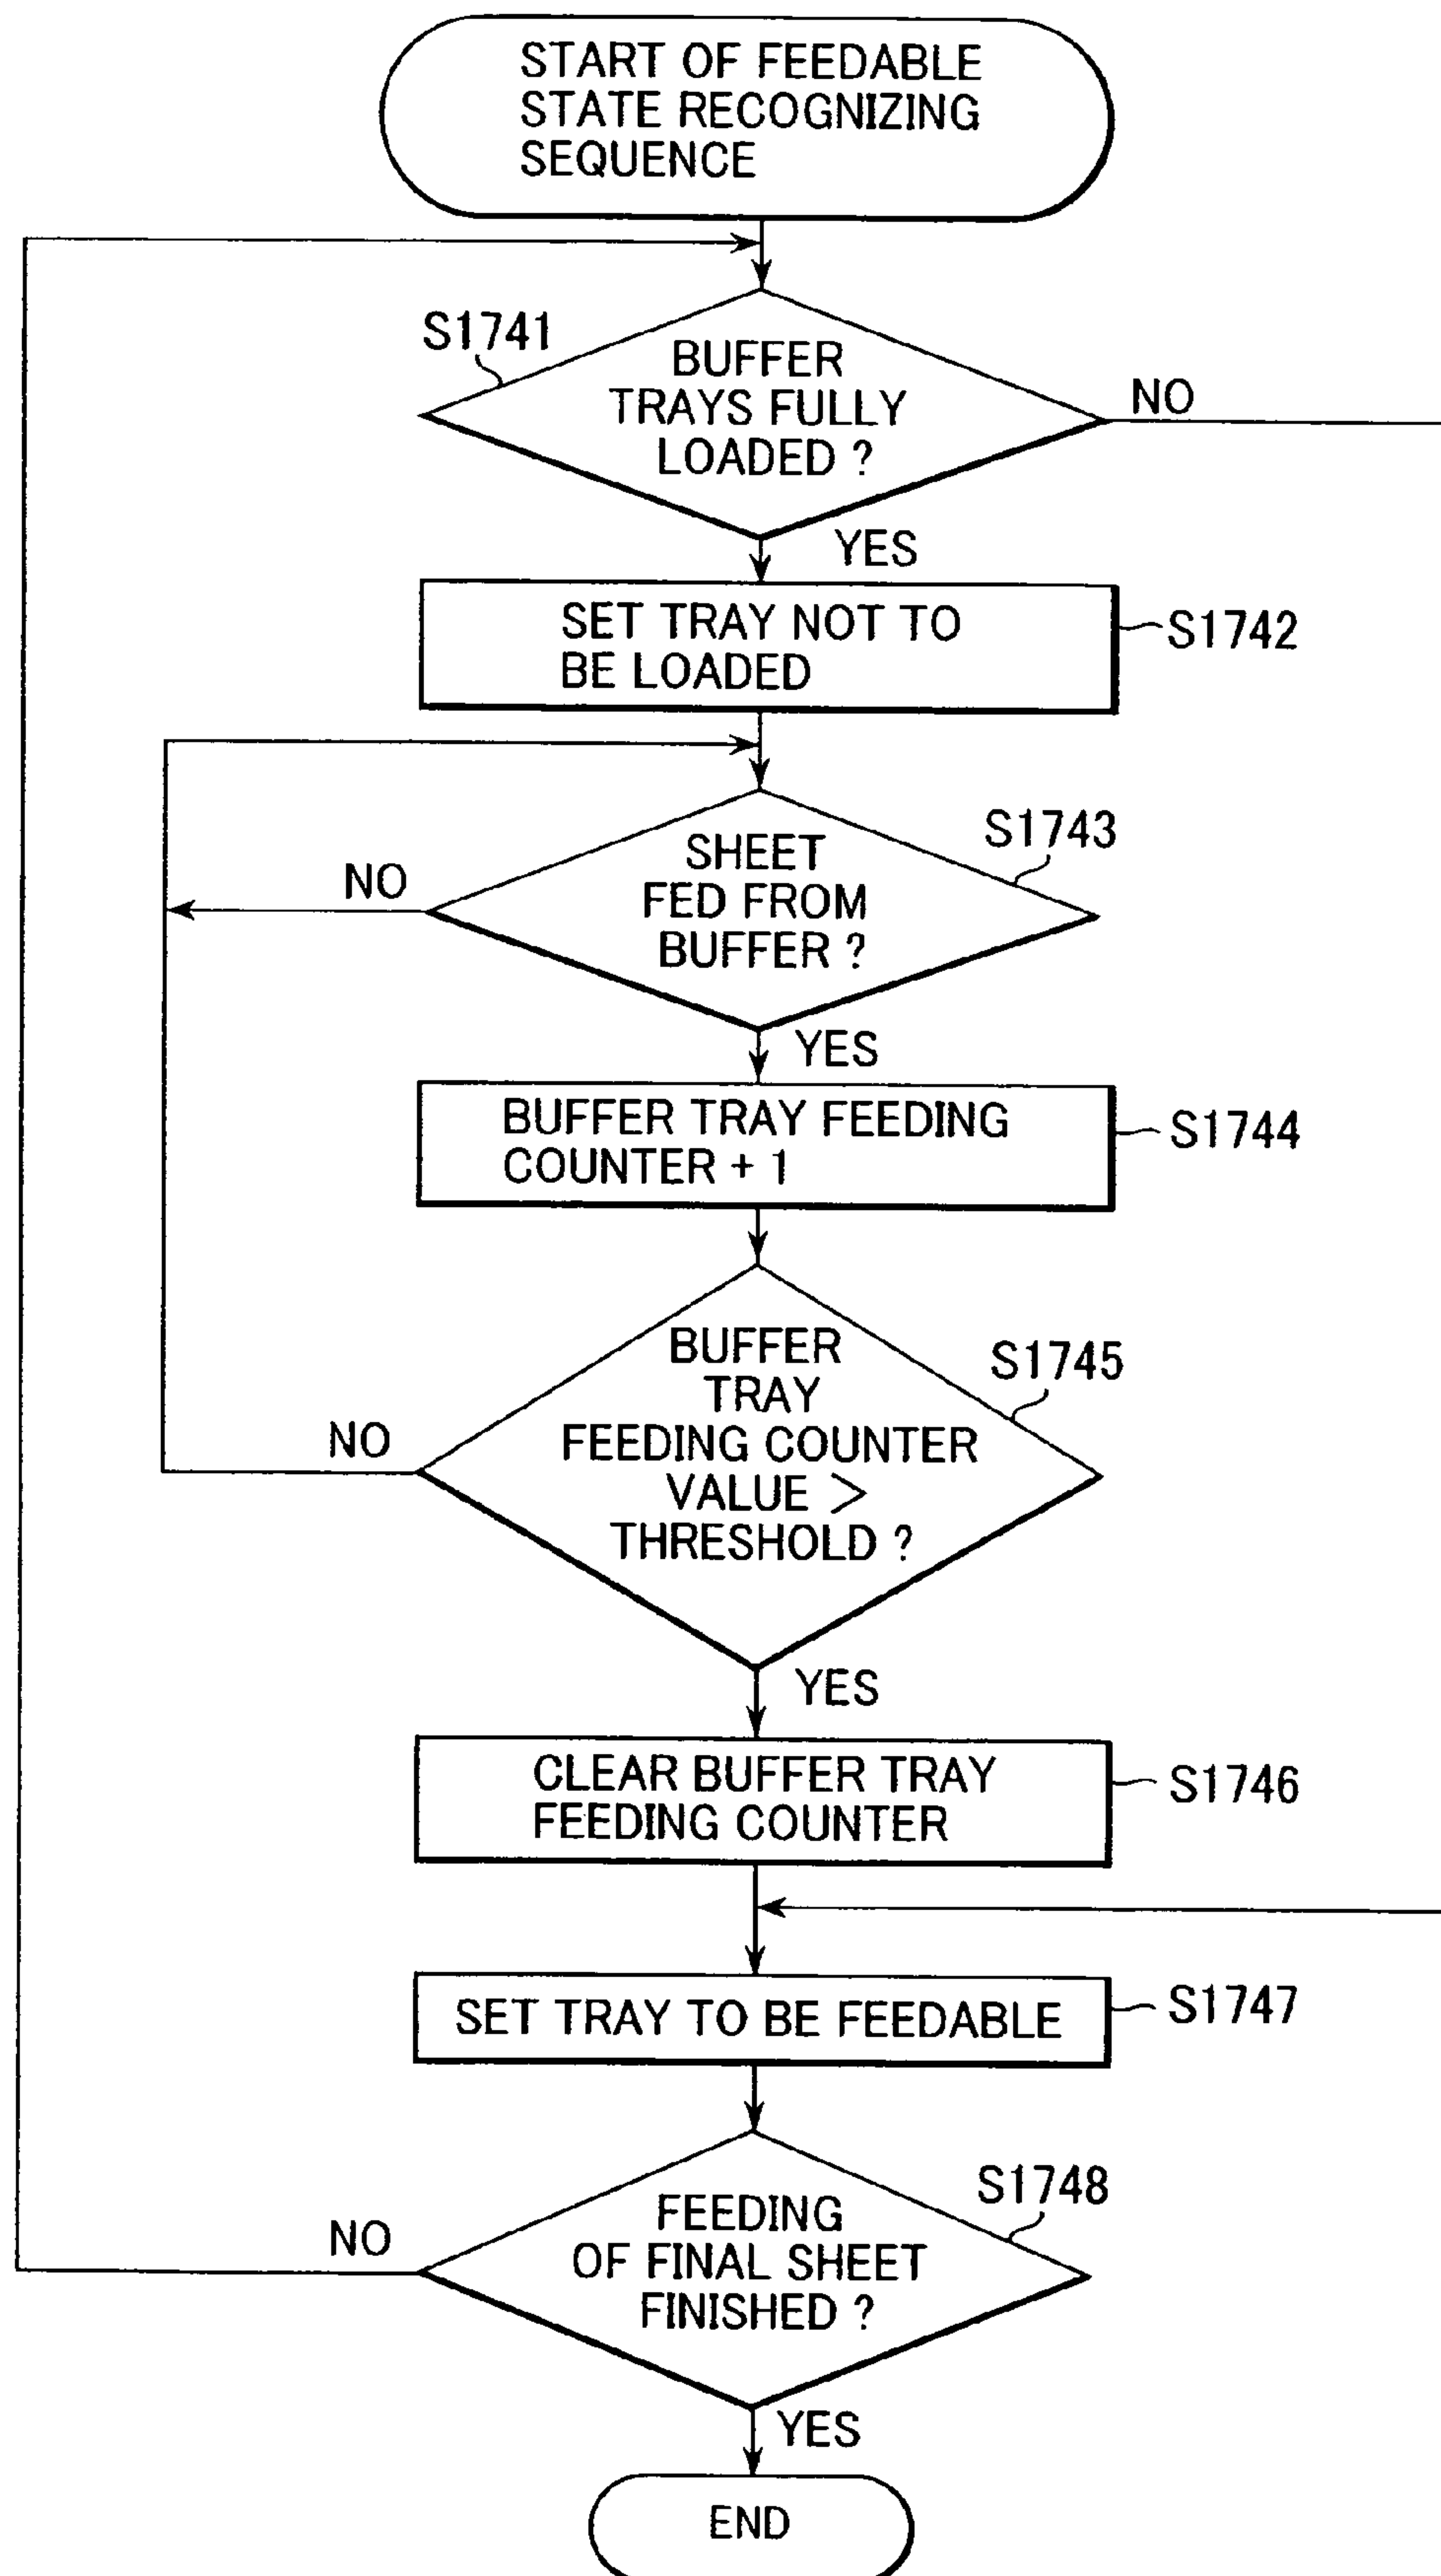 START OF FEEDABLE
STATE RECOGNIZING
SEQUENCE
S1741
BUFFER
TRAYS FULLY
LOADED ?
NO
YES
SET TRAY NOT TO
BE LOADED
S1742
S1743
SHEET
FED FROM
BUFFER ?
NO
YES
BUFFER TRAY FEEDING
COUNTER + 1
S1744
S1745
BUFFER
TRAY
FEEDING COUNTER
VALUE >
THRESHOLD ?
NO
YES
CLEAR BUFFER TRAY
FEEDING COUNTER
S1746
SET TRAY TO BE FEEDABLE
S1747
S1748
FEEDING
OF FINAL SHEET
FINISHED ?
NO
YES
END